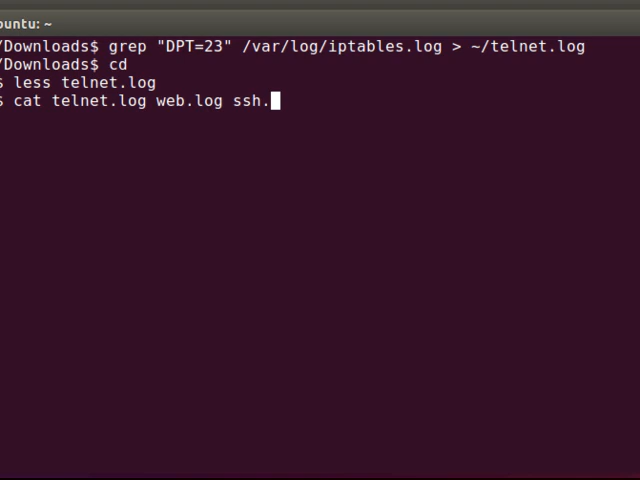 ubuntu: ~
/Downloads$ grep "DPT=23" /var/log/iptables.log > ~/telnet.log
/Downloads$ cd
$ less telnet.log
$ cat telnet.log web.log ssh.